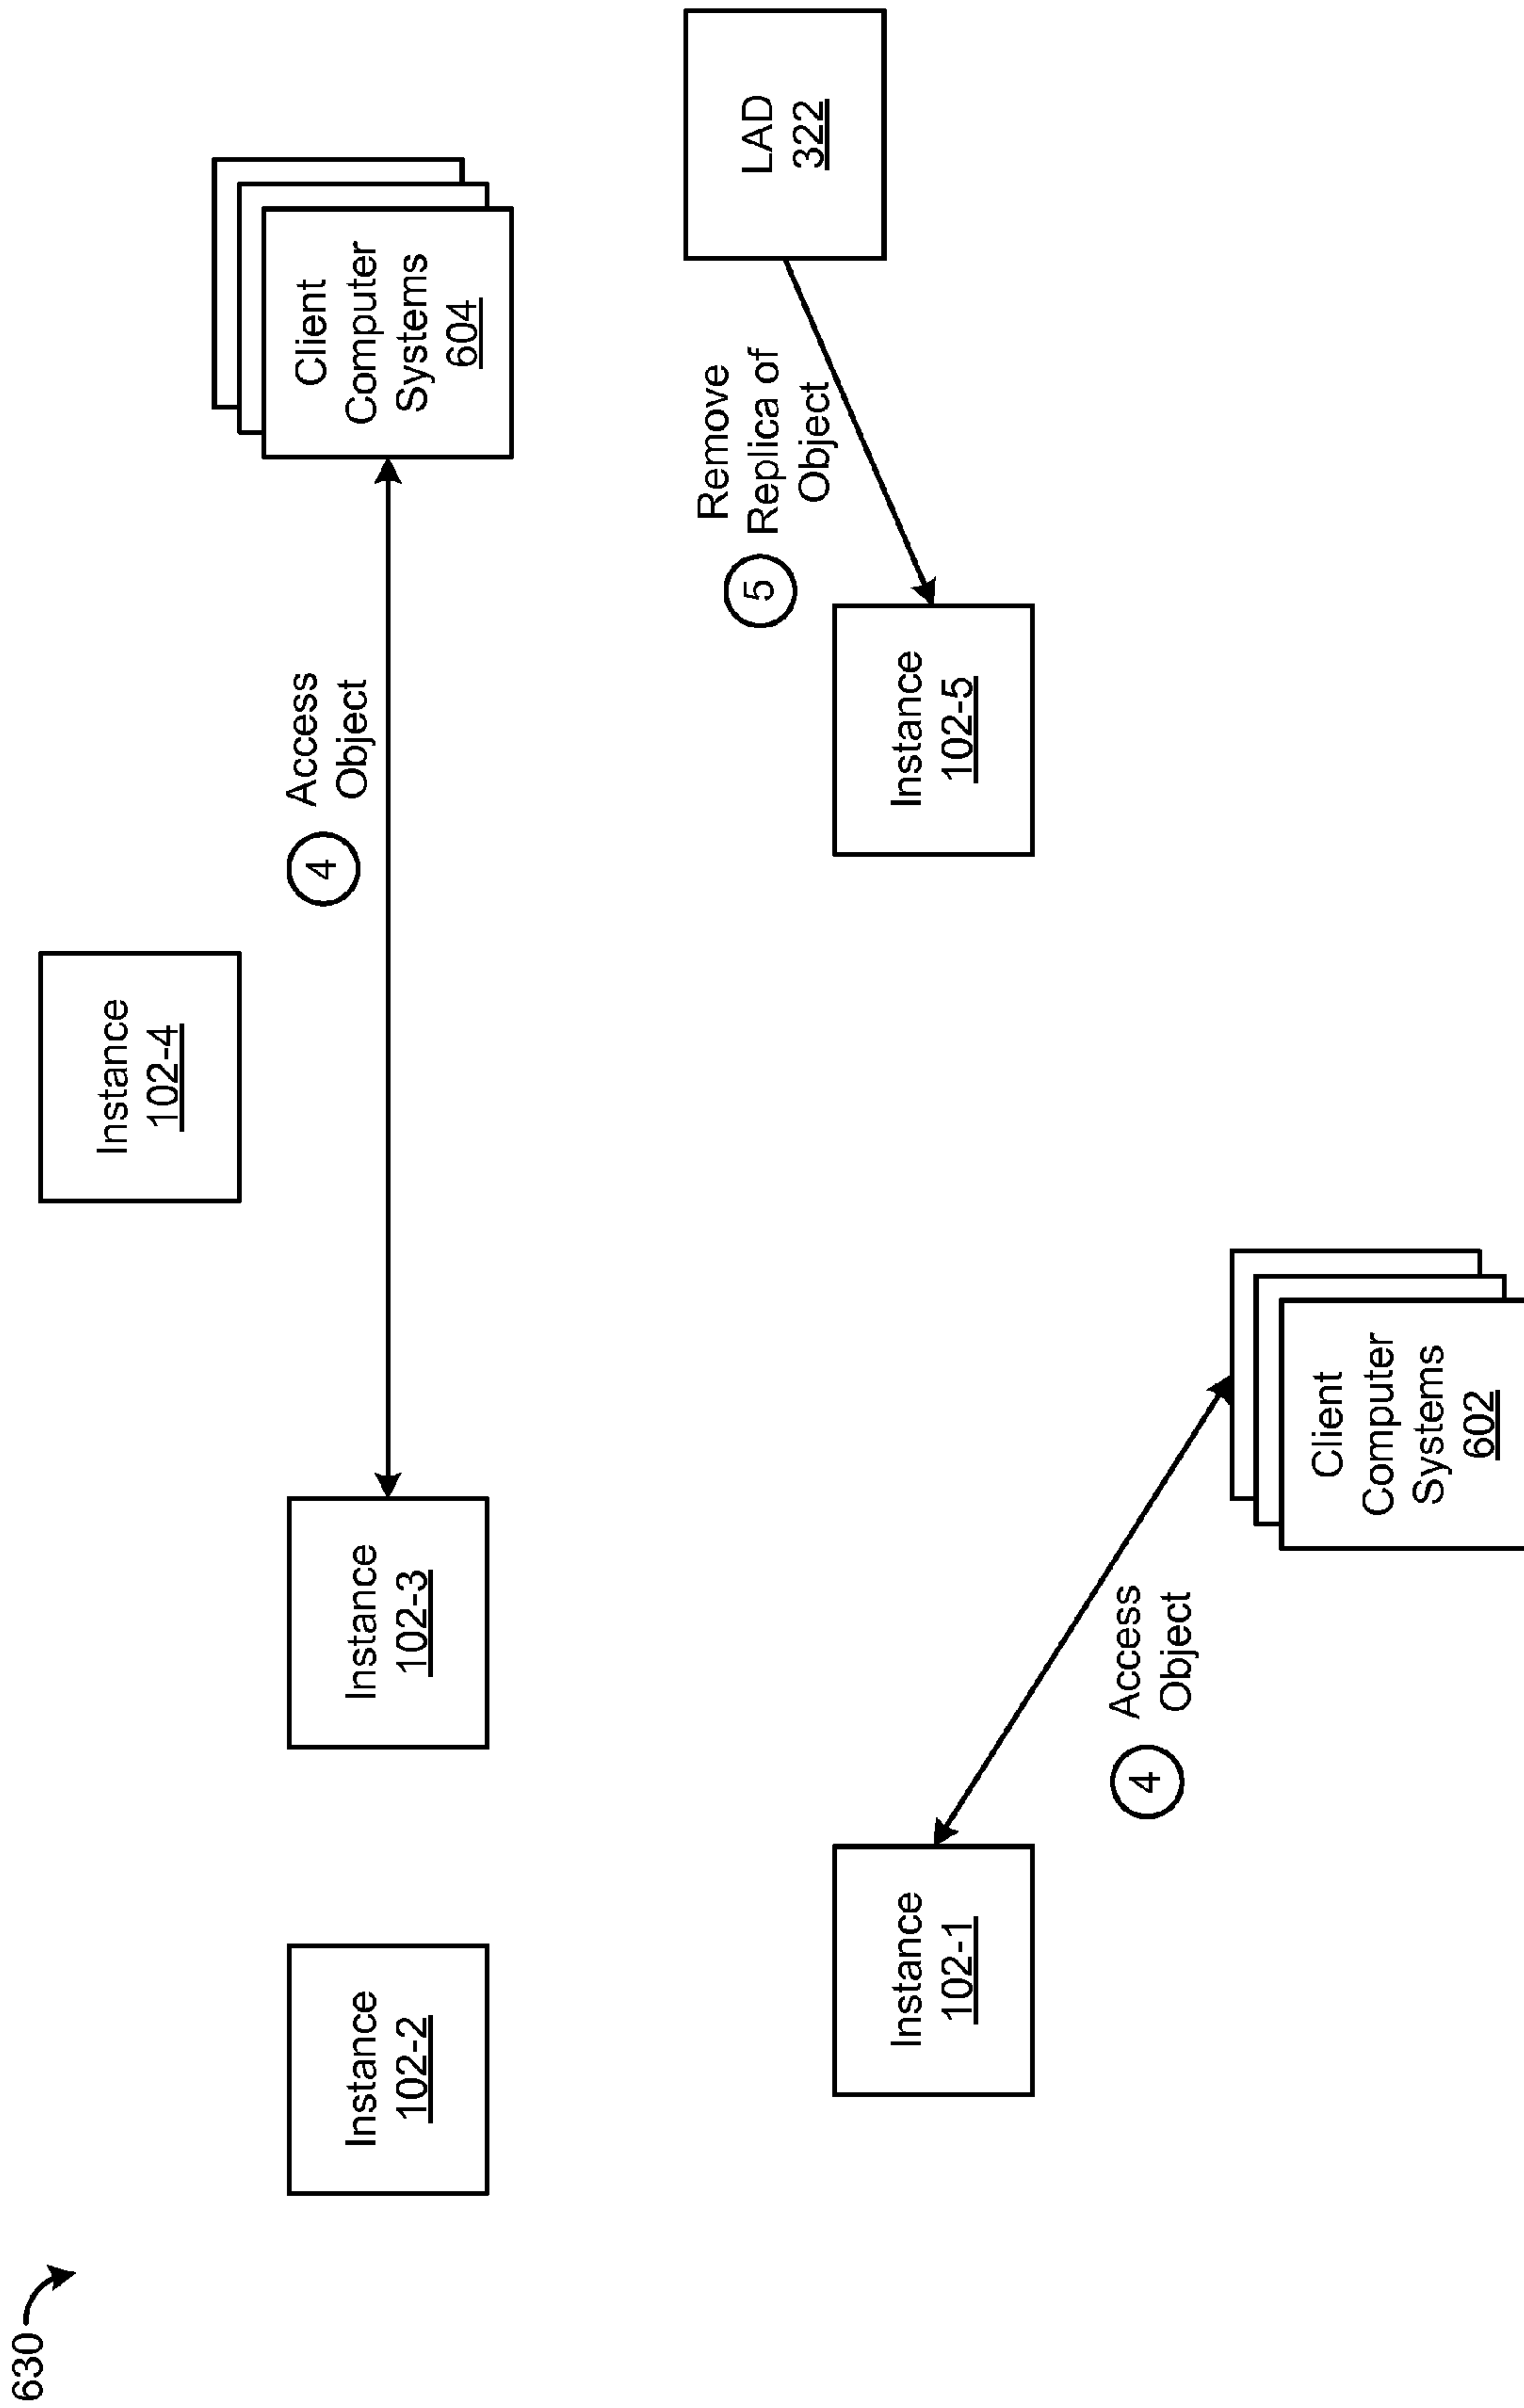 630
Instance
102-4
Instance
102-2
Instance
102-3
4
Access
Object
Client
Computer
Systems
604
Instance
102-1
4
Access
Object
Client
Computer
Systems
602
Instance
102-5
5
Remove
Replica of
Object
LAD
322